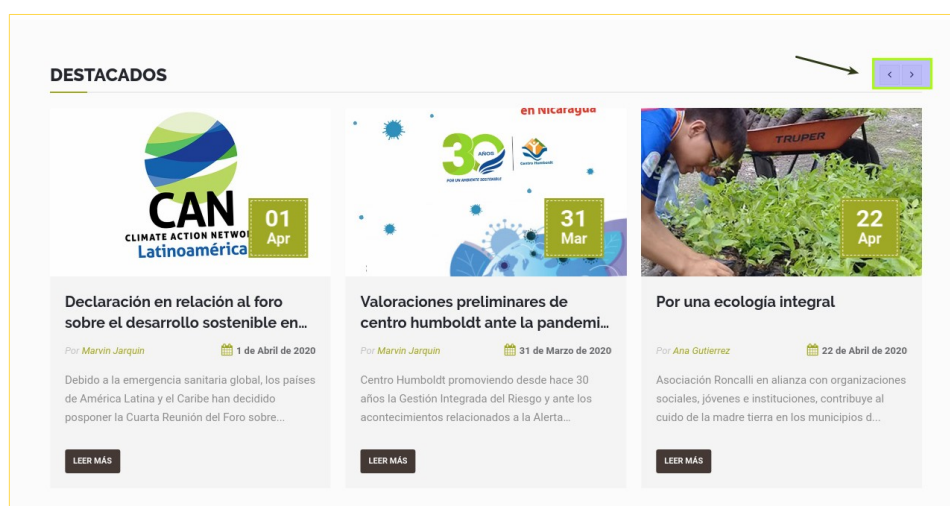 DESTACADOS
CAN
CLIMATE ACTION NETWO
Latinoamérica
01
Apr
Declaración en relación al foro
sobre el desarrollo sostenible en...
Por Marvin Jarquin
1 de Abril de 2020
Debido a la emergencia sanitaria global, los países
de América Latina y el Caribe han decidido
posponer la Cuarta Reunión del Foro sobre...
LEER MÁS
en Nicaragua
30 AÑOS
POR UN AMBIENTE SOSTENIBLE
Centro Humboldt
31
Mar
Valoraciones preliminares de
centro humboldt ante la pandemi...
Por Marvin Jarquin
31 de Marzo de 2020
Centro Humboldt promoviendo desde hace 30
años la Gestión Integrada del Riesgo y ante los
acontecimientos relacionados a la Alerta...
LEER MÁS
TRUPER
22
Apr
Por una ecología integral
Por Ana Gutierrez
22 de Abril de 2020
Asociación Roncalli en alianza con organizaciones
sociales, jóvenes e instituciones, contribuye al
cuido de la madre tierra en los municipios d...
LEER MÁS